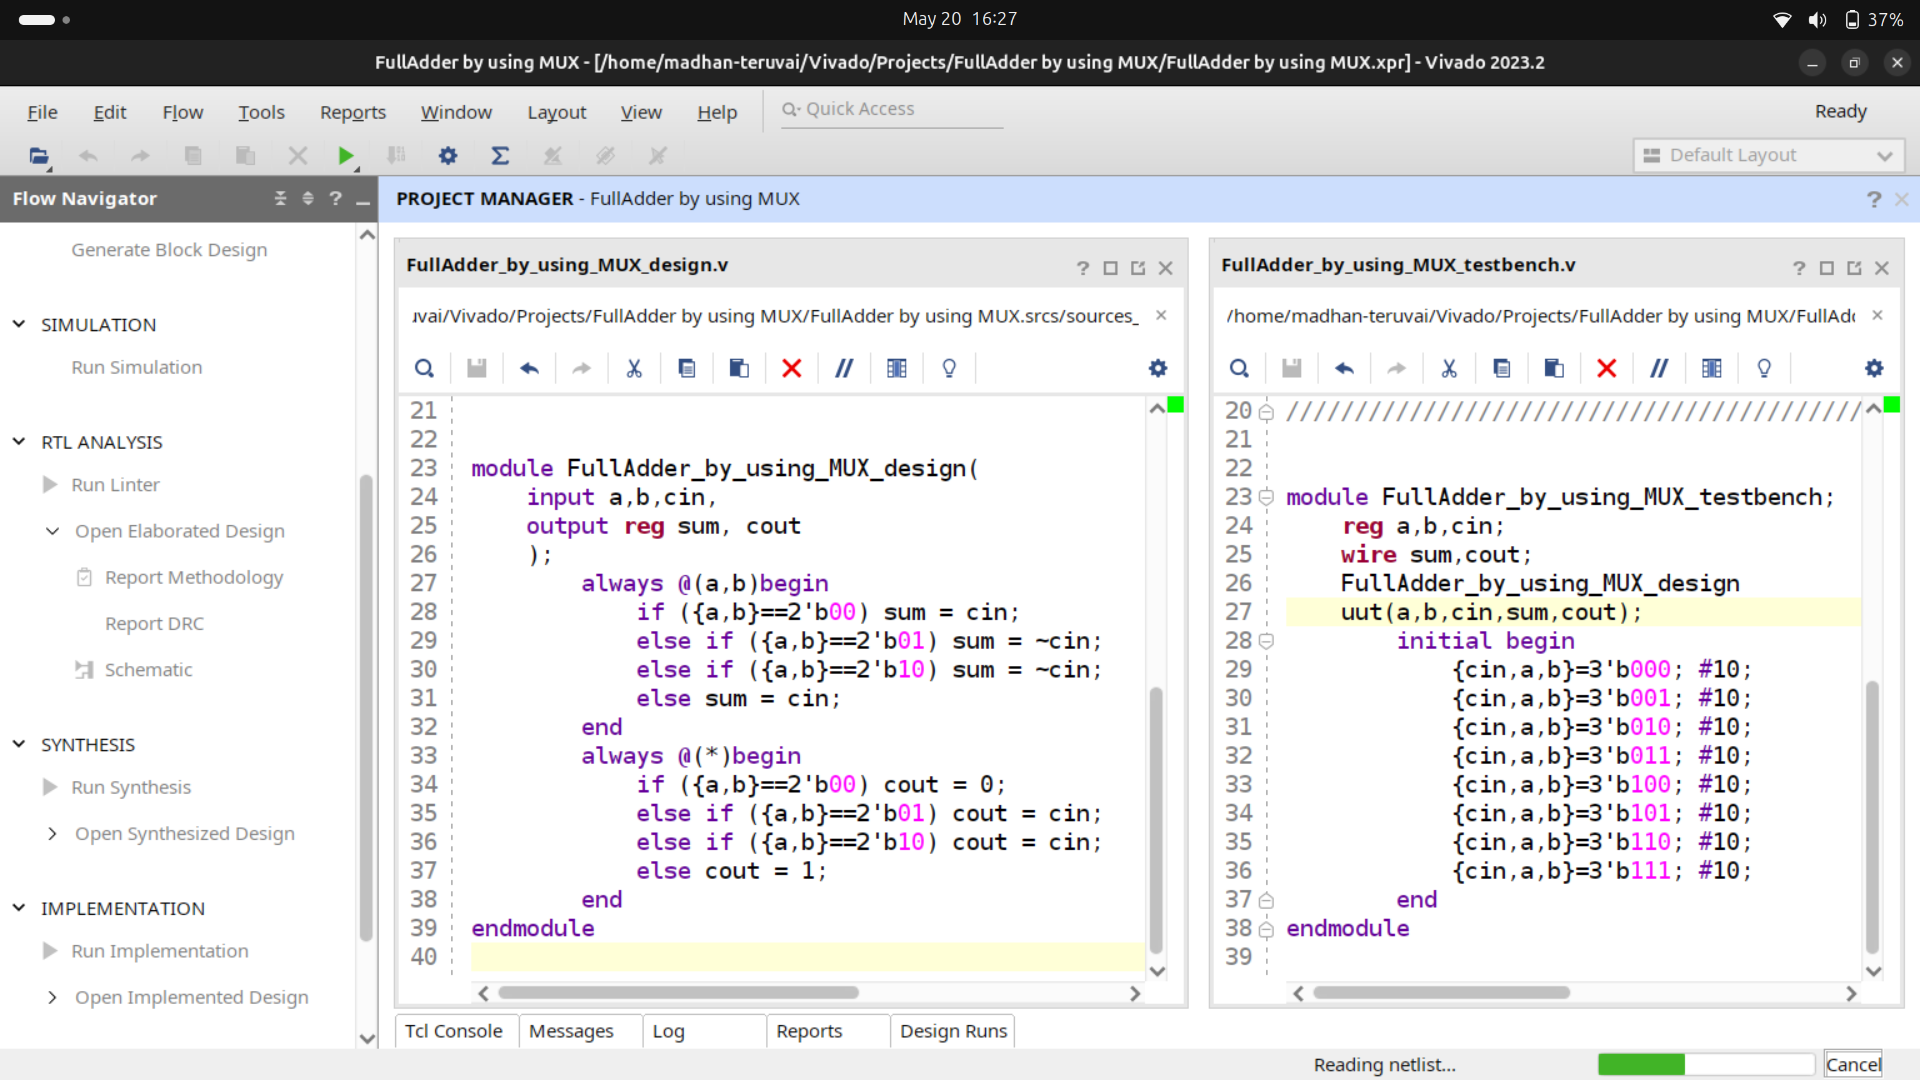 May 20 16:27
37%
FullAdder by using MUX - [/home/madhan-teruvai/Vivado/Projects/FullAdder by using MUX/FullAdder by using MUX.xpr] - Vivado 2023.2
File Edit Flow Tools Reports Window Layout View Help Quick Access Ready
Default Layout
Flow Navigator
PROJECT MANAGER - FullAdder by using MUX
Generate Block Design
SIMULATION
Run Simulation
RTL ANALYSIS
Run Linter
Open Elaborated Design
Report Methodology
Report DRC
Schematic
SYNTHESIS
Run Synthesis
Open Synthesized Design
IMPLEMENTATION
Run Implementation
Open Implemented Design
FullAdder_by_using_MUX_design.v
vai/Vivado/Projects/FullAdder by using MUX/FullAdder by using MUX.srcs/sources_
21
22
23 module FullAdder_by_using_MUX_design(
24 input a,b,cin,
25 output reg sum, cout
26 );
27 always @(a,b)begin
28 if ({a,b}==2'b00) sum = cin;
29 else if ({a,b}==2'b01) sum = ~cin;
30 else if ({a,b}==2'b10) sum = ~cin;
31 else sum = cin;
32 end
33 always @(*)begin
34 if ({a,b}==2'b00) cout = 0;
35 else if ({a,b}==2'b01) cout = cin;
36 else if ({a,b}==2'b10) cout = cin;
37 else cout = 1;
38 end
39 endmodule
40
FullAdder_by_using_MUX_testbench.v
/home/madhan-teruvai/Vivado/Projects/FullAdder by using MUX/FullAdd
20 //////////////////////////////////////////
21
22
23 module FullAdder_by_using_MUX_testbench;
24 reg a,b,cin;
25 wire sum,cout;
26 FullAdder_by_using_MUX_design
27 uut(a,b,cin,sum,cout);
28 initial begin
29 {cin,a,b}=3'b000; #10;
30 {cin,a,b}=3'b001; #10;
31 {cin,a,b}=3'b010; #10;
32 {cin,a,b}=3'b011; #10;
33 {cin,a,b}=3'b100; #10;
34 {cin,a,b}=3'b101; #10;
35 {cin,a,b}=3'b110; #10;
36 {cin,a,b}=3'b111; #10;
37 end
38 endmodule
39
Tcl Console Messages Log Reports Design Runs
Reading netlist... Cancel